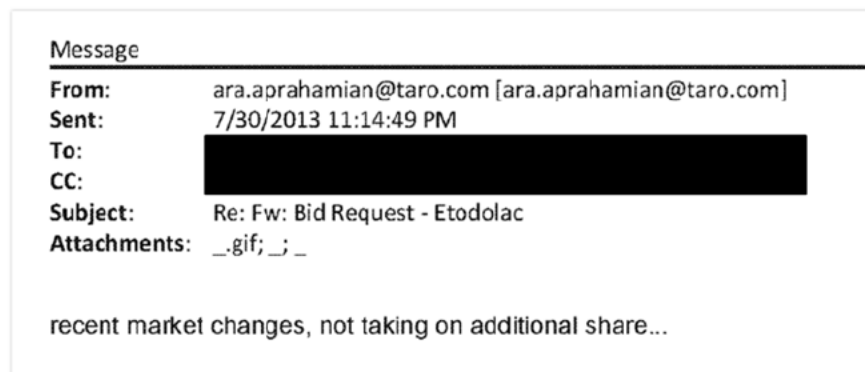 Message
From: ara.aprahamian@taro.com [ara.aprahamian@taro.com]
Sent: 7/30/2013 11:14:49 PM
To:
CC:
Subject: Re: Fw: Bid Request - Etodolac
Attachments: _.gif; _; _
recent market changes, not taking on additional share...